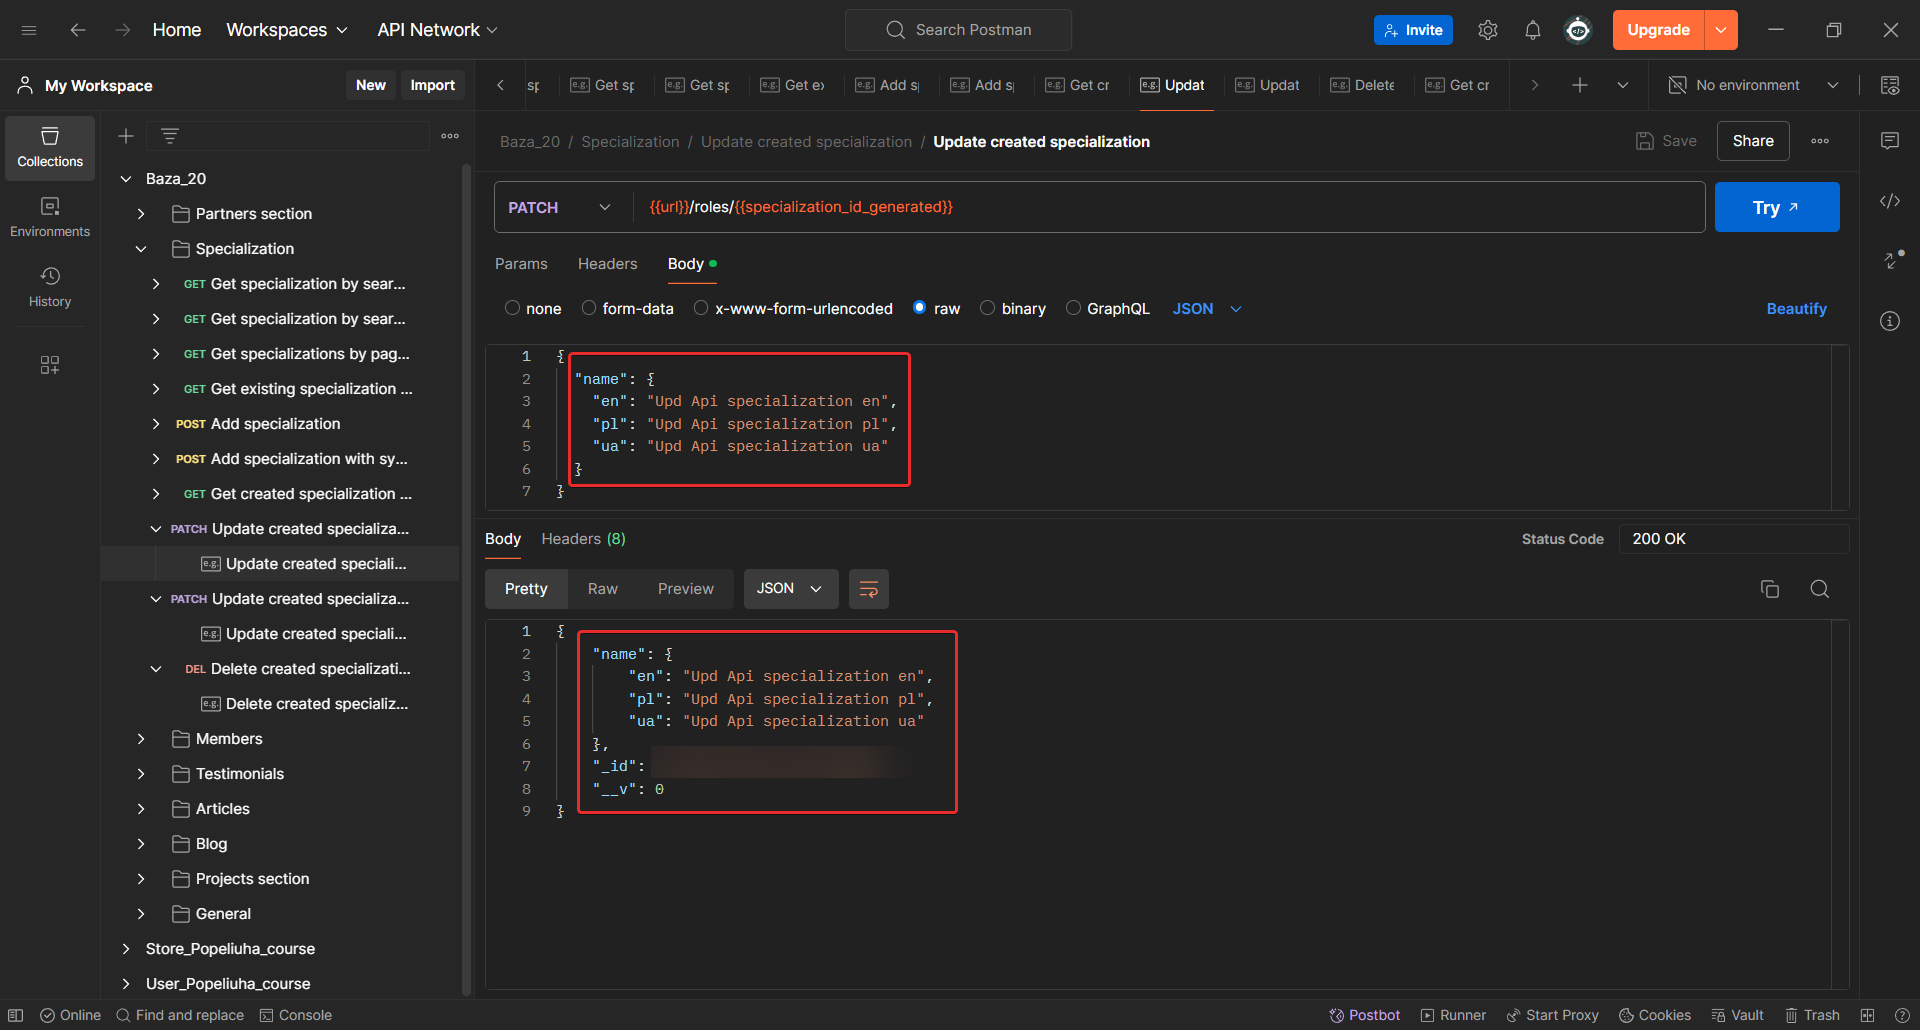 Home Workspaces API Network Search Postman Invite Upgrade
My Workspace New Import
sp Get sp Get sp Get ex Add s Add s Get cr Updat Updat Delete Get cr No environment
Collections
Environments
History
Baza_20
Partners section
Specialization
GET Get specialization by sear...
GET Get specialization by sear...
GET Get specializations by pag...
GET Get existing specialization ...
POST Add specialization
POST Add specialization with sy...
GET Get created specialization ...
PATCH Update created specializa...
e.g. Update created speciali...
PATCH Update created specializa...
e.g. Update created speciali...
DEL Delete created specializati...
e.g. Delete created specializ...
Members
Testimonials
Articles
Blog
Projects section
General
Store_Popeliuha_course
User_Popeliuha_course
Baza_20 / Specialization / Update created specialization / Update created specialization Save Share
PATCH {{url}}/roles/{{specialization_id_generated}} Try
Params Headers Body
none form-data x-www-form-urlencoded raw binary GraphQL JSON Beautify
1 {
2 "name": {
3 "en": "Upd Api specialization en",
4 "pl": "Upd Api specialization pl",
5 "ua": "Upd Api specialization ua"
6 }
7 }
Body Headers (8) Status Code 200 OK
Pretty Raw Preview JSON
1 {
2 "name": {
3 "en": "Upd Api specialization en",
4 "pl": "Upd Api specialization pl",
5 "ua": "Upd Api specialization ua"
6 },
7 "_id":
8 "__v": 0
9 }
Online Find and replace Console Postbot Runner Start Proxy Cookies Vault Trash